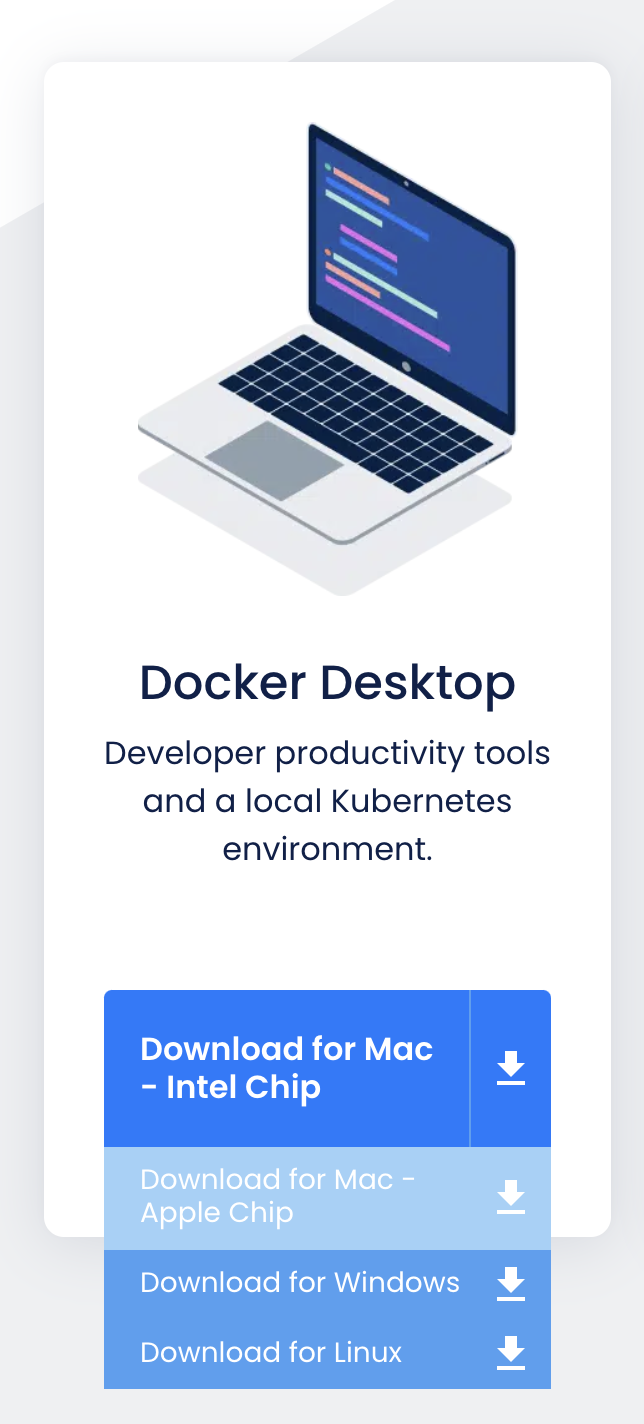 Docker Desktop
Developer productivity tools
and a local Kubernetes
environment.
Download for Mac
- Intel Chip
Download for Mac -
Apple Chip
Download for Windows
Download for Linux